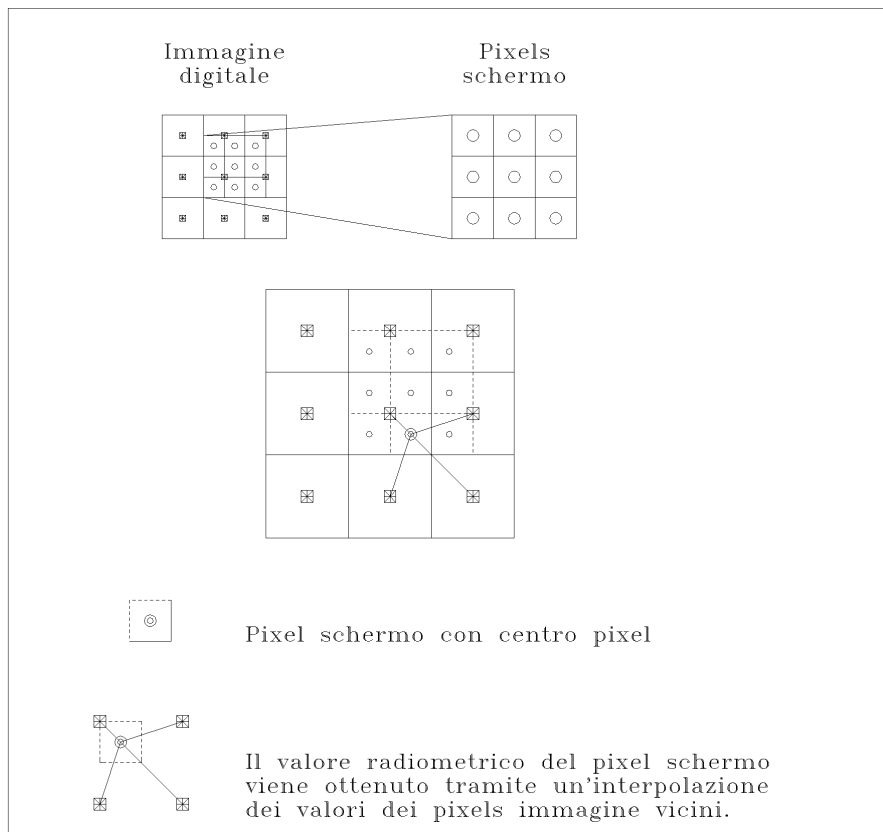 Immagine
digitale
Pixels
schermo
Pixel schermo con centro pixel
Il valore radiometrico del pixel schermo
viene ottenuto tramite un'interpolazione
dei valori dei pixels immagine vicini.